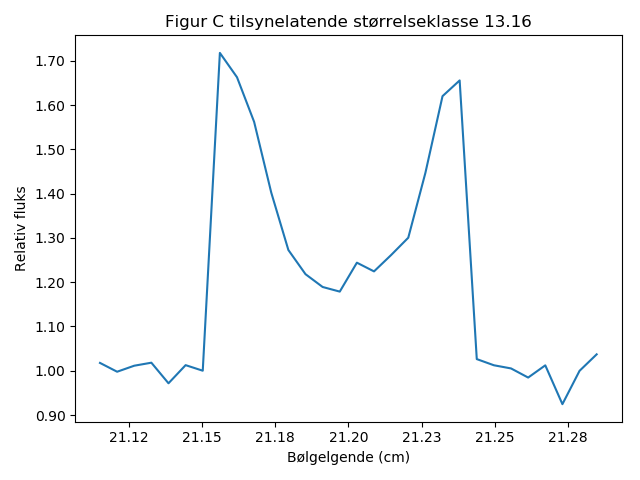 Figur C tilsynelatende størrelseklasse 13.16
1.70
1.60
1.50
1.40
1.30
1.20
1.10
1.00
0.90
Relativ fluks
21.12 21.15 21.18 21.20 21.23 21.25 21.28
Bølgelgende (cm)